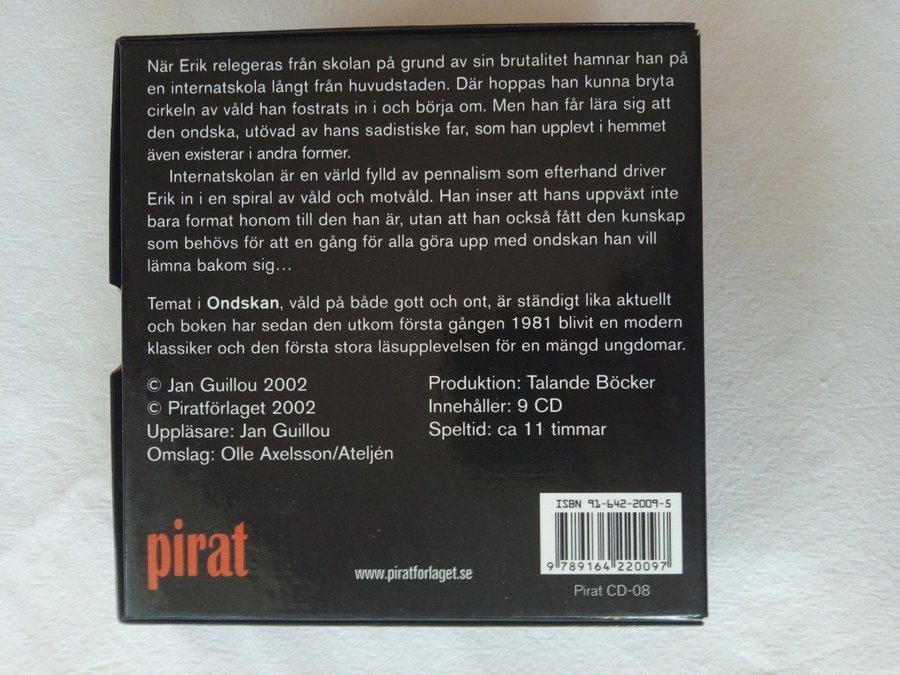 När Erik relegeras från skolan på grund av sin brutalitet hamnar han på
en internatskola långt från huvudstaden. Där hoppas han kunna bryta
cirkeln av våld han fostrats in i och börja om. Men han får lära sig att
den ondska, utövad av hans sadistiske far, som han upplevt i hemmet
även existerar i andra former.
Internatskolan är en värld fylld av pennalism som efterhand driver
Erik in i en spiral av våld och motvåld. Han inser att hans uppväxt inte
bara format honom till den han är, utan att han också fått den kunskap
som behövs för att en gång för alla göra upp med ondskan han vill
lämna bakom sig...
Temat i Ondskan, våld på både gott och ont, är ständigt lika aktuellt
och boken har sedan den utkom första gången 1981 blivit en modern
klassiker och den första stora läsupplevelsen för en mängd ungdomar.
© Jan Guillou 2002
© Piratförlaget 2002
Uppläsare: Jan Guillou
Omslag: Olle Axelsson/Ateljén
Produktion: Talande Böcker
Innehåller: 9 CD
Speltid: ca 11 timmar
pirat
www.piratforlaget.se
ISBN 91-642-2009-5
9 789164 220097
Pirat CD-08